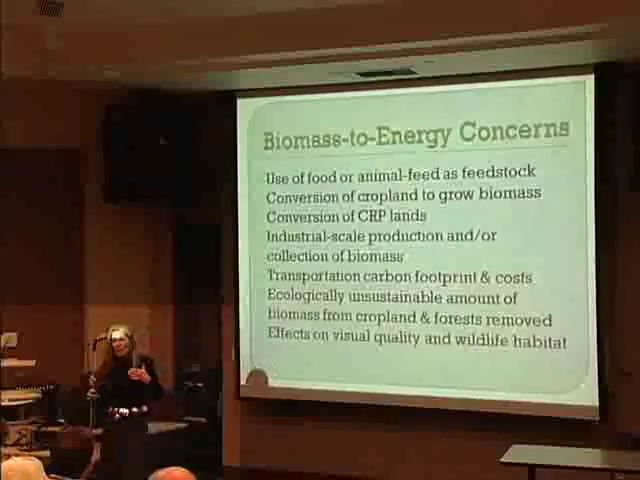 Biomass-to-Energy Concerns
Use of food or animal-feed as feedstock
Conversion of cropland to grow biomass
Conversion of CRP lands
Industrial-scale production and/or
collection of biomass
Transportation carbon footprint & costs
Ecologically unsustainable amount of
biomass from cropland & forests removed
Effects on visual quality and wildlife habitat